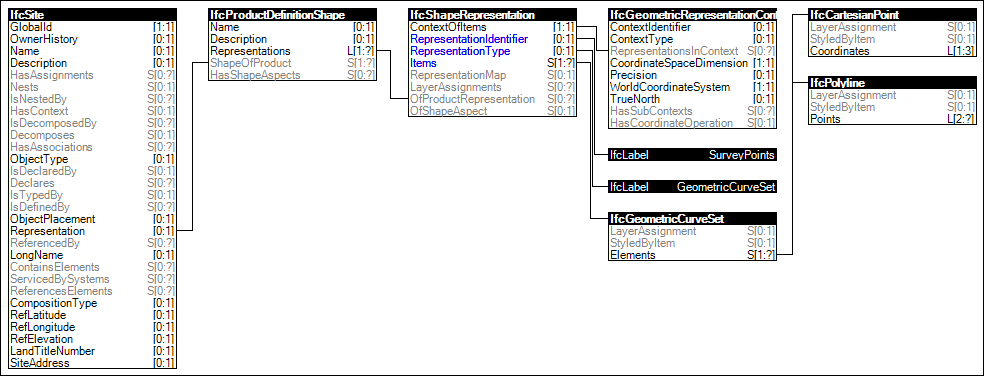 IfcSite
GlobalId [1:1]
OwnerHistory [0:1]
Name [0:1]
Description [0:1]
HasAssignments S[0:?]
Nests S[0:1]
IsNestedBy S[0:?]
HasContext S[0:1]
IsDecomposedBy S[0:?]
Decomposes S[0:1]
HasAssociations S[0:?]
ObjectType [0:1]
IsDeclaredBy S[0:1]
Declares S[0:?]
IsTypedBy S[0:1]
IsDefinedBy S[0:?]
ObjectPlacement [0:1]
Representation [0:1]
ReferencedBy S[0:?]
LongName [0:1]
ContainsElements S[0:?]
ServicedBySystems S[0:?]
ReferencesElements S[0:?]
CompositionType [0:1]
RefLatitude [0:1]
RefLongitude [0:1]
RefElevation [0:1]
LandTitleNumber [0:1]
SiteAddress [0:1]
IfcProductDefinitionShape
Name [0:1]
Description [0:1]
Representations L[1:?]
ShapeOfProduct S[1:?]
HasShapeAspects S[0:?]
IfcShapeRepresentation
ContextOfItems [1:1]
RepresentationIdentifier [0:1]
RepresentationType [0:1]
Items S[1:?]
RepresentationMap S[0:1]
LayerAssignments S[0:?]
OfProductRepresentation S[0:?]
OfShapeAspect S[0:1]
IfcGeometricRepresentationCont
ContextIdentifier [0:1]
ContextType [0:1]
RepresentationsInContext S[0:?]
CoordinateSpaceDimension [1:1]
Precision [0:1]
WorldCoordinateSystem [1:1]
TrueNorth [0:1]
HasSubContexts S[0:?]
HasCoordinateOperation S[0:1]
IfcLabel SurveyPoints
IfcLabel GeometricCurveSet
IfcGeometricCurveSet
LayerAssignment S[0:1]
StyledByItem S[0:1]
Elements S[1:?]
IfcCartesianPoint
LayerAssignment S[0:1]
StyledByItem S[0:1]
Coordinates L[1:3]
IfcPolyline
LayerAssignment S[0:1]
StyledByItem S[0:1]
Points L[2:?]